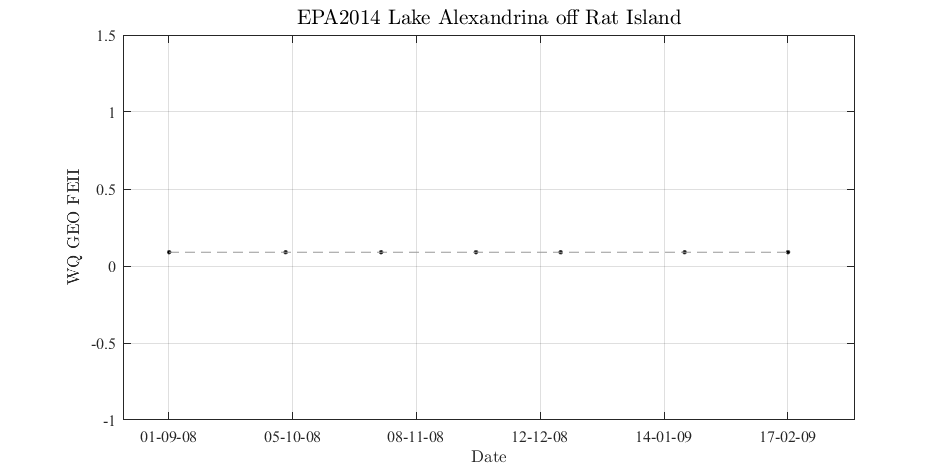 EPA2014 Lake Alexandrina off Rat Island
1.5
1
0.5
0
-0.5
-1
WQ GEO FEII
01-09-08 05-10-08 08-11-08 12-12-08 14-01-09 17-02-09
Date